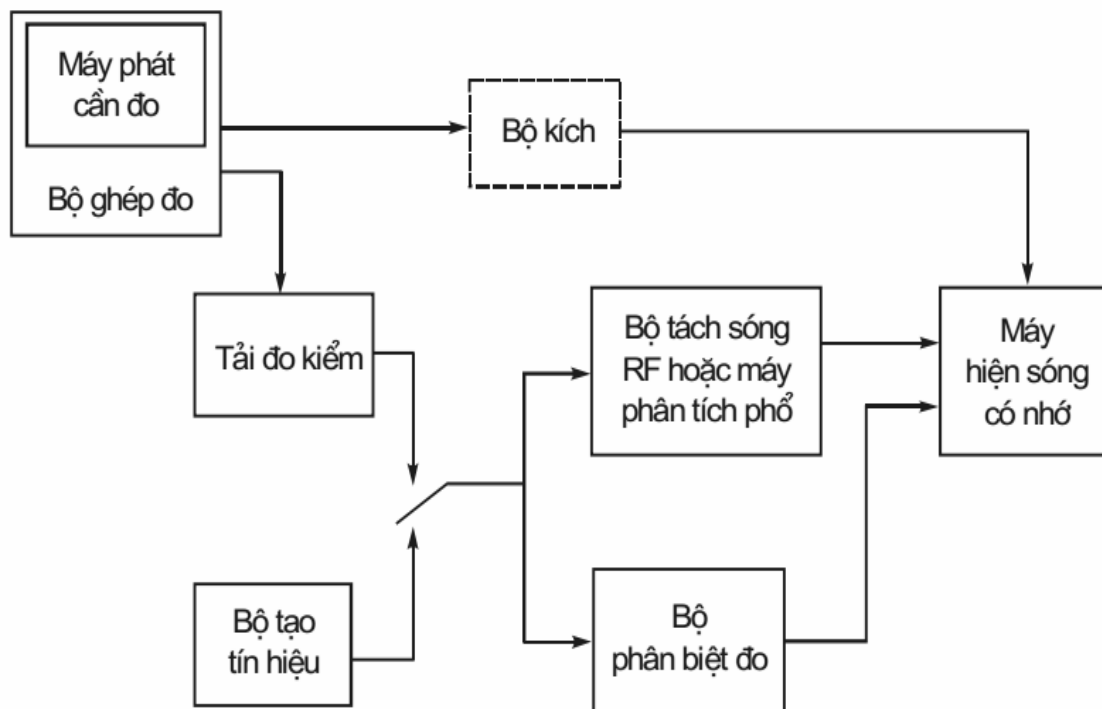 Máy phát
cần đo
Bộ ghép đo
Bộ kích
Tải đo kiểm
Bộ tách sóng
RF hoặc máy
phân tích phổ
Máy
hiện sóng
có nhớ
Bộ tạo
tín hiệu
Bộ
phân biệt đo